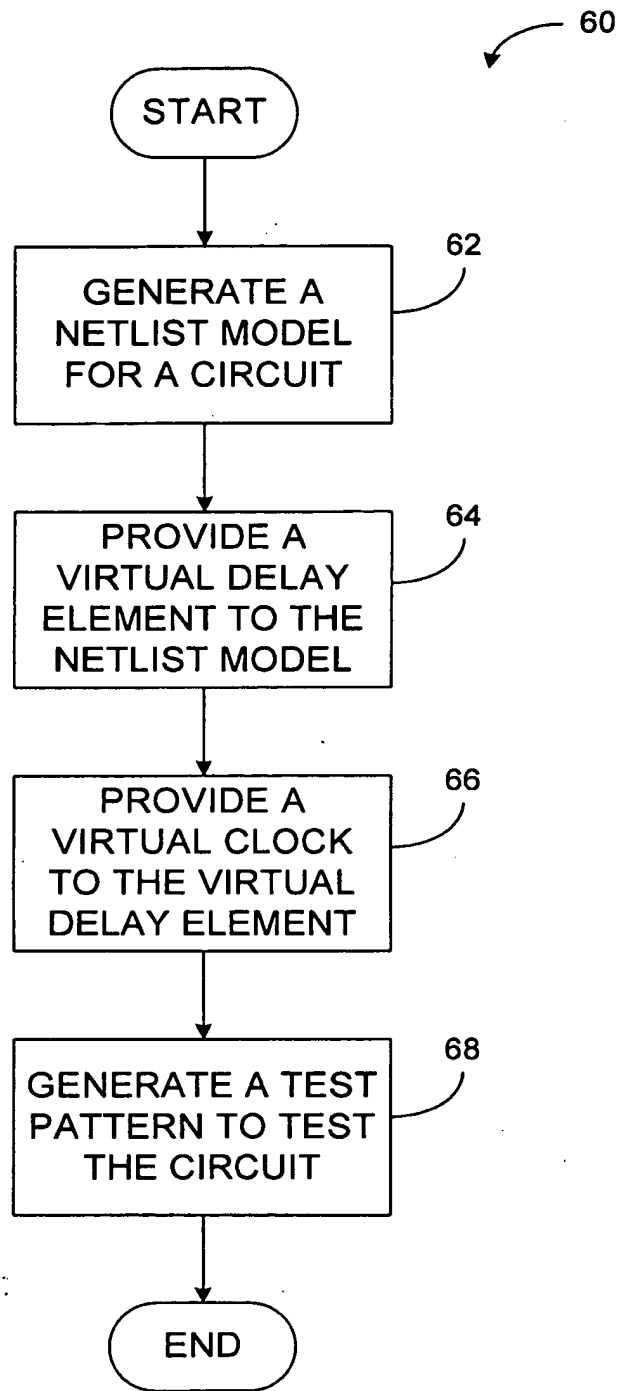 60
START
62
GENERATE A
NETLIST MODEL
FOR A CIRCUIT
64
PROVIDE A
VIRTUAL DELAY
ELEMENT TO THE
NETLIST MODEL
66
PROVIDE A
VIRTUAL CLOCK
TO THE VIRTUAL
DELAY ELEMENT
68
GENERATE A TEST
PATTERN TO TEST
THE CIRCUIT
END